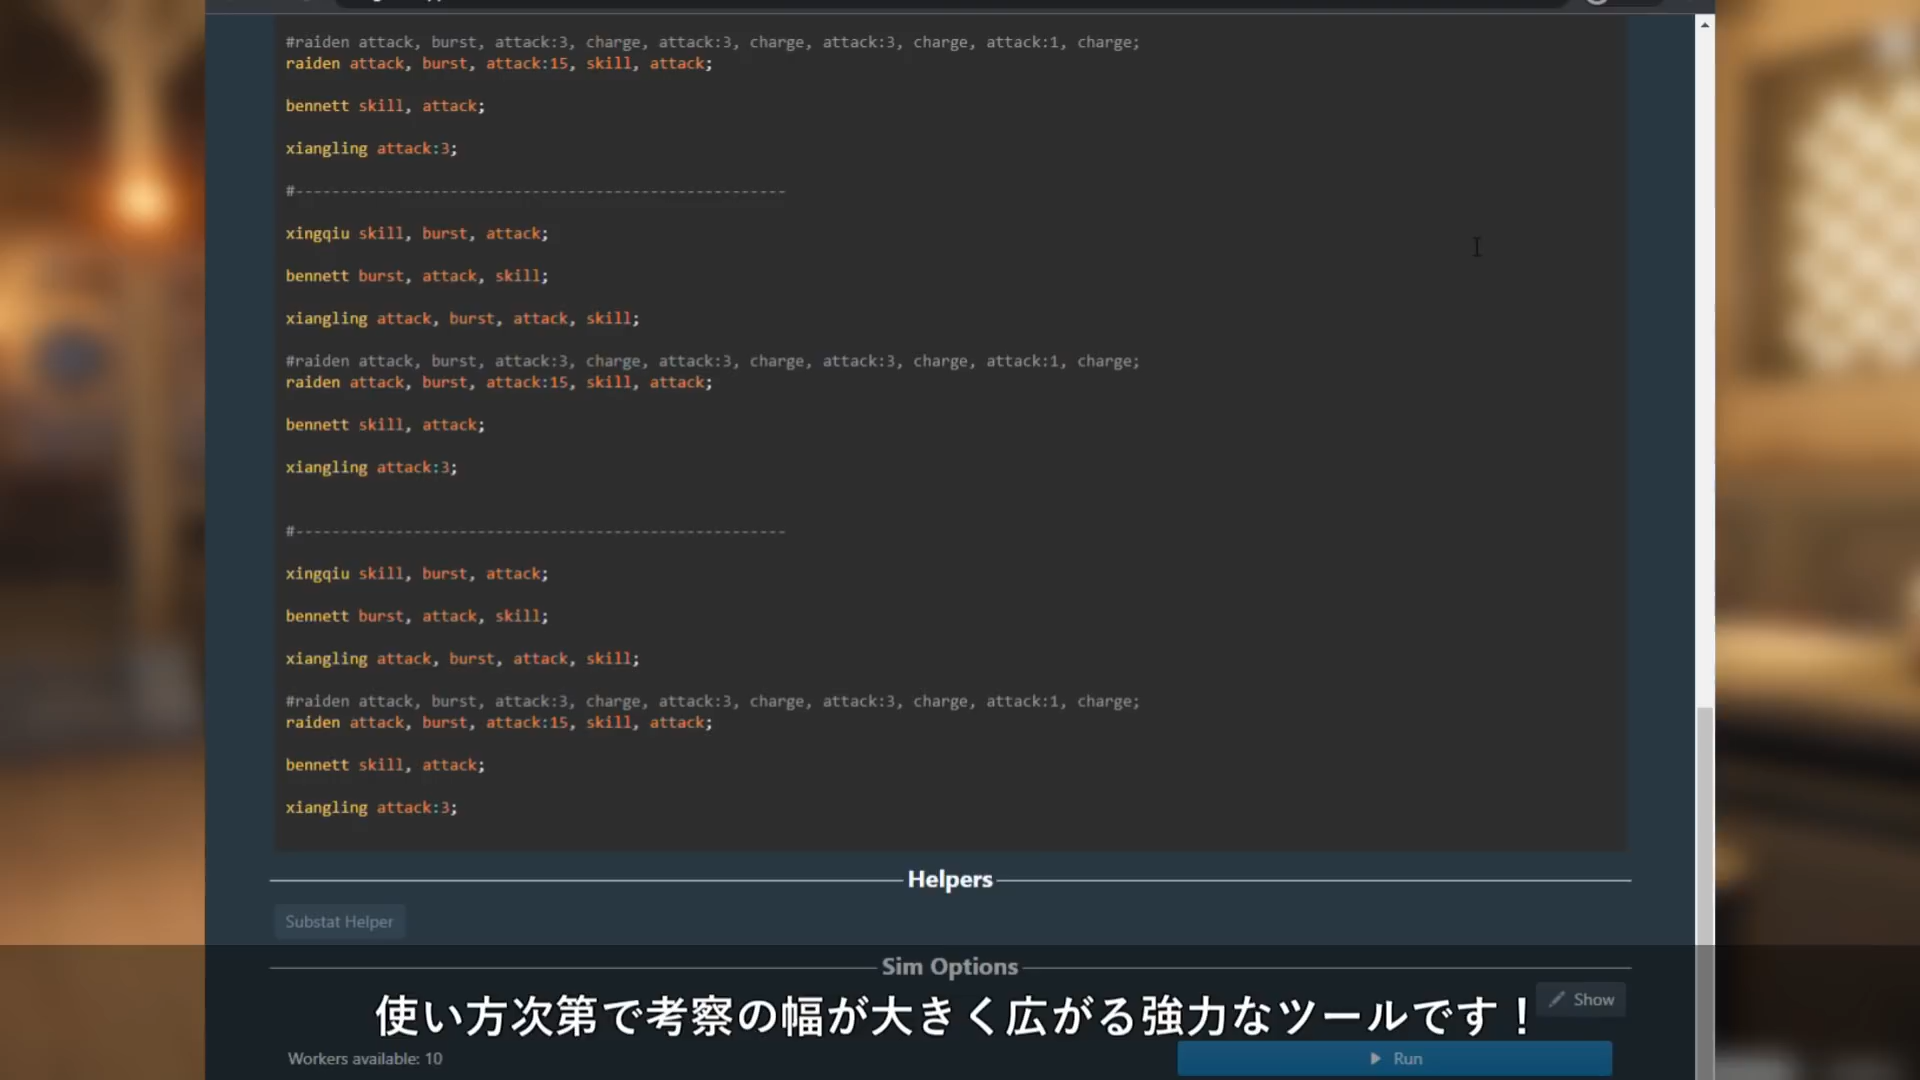 #raiden attack, burst, attack:3, charge, attack:3, charge, attack:3, charge, attack:1, charge;
raiden attack, burst, attack:15, skill, attack;
bennett skill, attack;
xiangling attack:3;
#------------------------------------------------------
xingqiu skill, burst, attack;
bennett burst, attack, skill;
xiangling attack, burst, attack, skill;
#raiden attack, burst, attack:3, charge, attack:3, charge, attack:3, charge, attack:1, charge;
raiden attack, burst, attack:15, skill, attack;
bennett skill, attack;
xiangling attack:3;
#------------------------------------------------------
xingqiu skill, burst, attack;
bennett burst, attack, skill;
xiangling attack, burst, attack, skill;
#raiden attack, burst, attack:3, charge, attack:3, charge, attack:3, charge, attack:1, charge;
raiden attack, burst, attack:15, skill, attack;
bennett skill, attack;
xiangling attack:3;
Helpers
Substat Helper
Sim Options
Show
使い方次第で考察の幅が大きく広がる強力なツールです！
Workers available: 10
Run